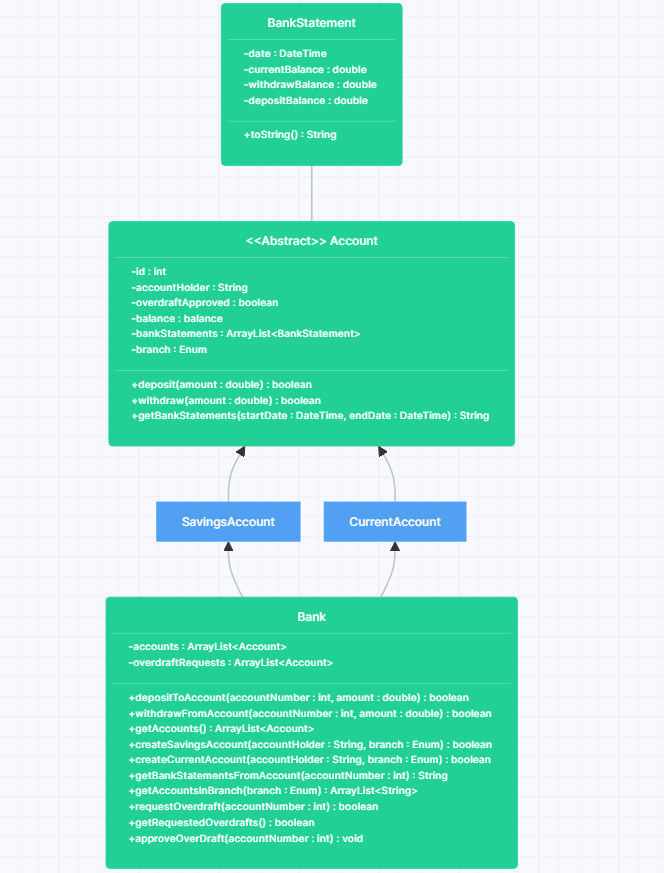 BankStatement
-date : DateTime
-currentBalance : double
-withdrawBalance : double
-depositBalance : double
+toString() : String
<<Abstract>> Account
-id : int
-accountHolder : String
-overdraftApproved : boolean
-balance : balance
-bankStatements : ArrayList<BankStatement>
-branch : Enum
+deposit(amount : double) : boolean
+withdraw(amount : double) : boolean
+getBankStatements(startDate : DateTime, endDate : DateTime) : String
SavingsAccount
CurrentAccount
Bank
-accounts : ArrayList<Account>
-overdraftRequests : ArrayList<Account>
+depositToAccount(accountNumber : int, amount : double) : boolean
+withdrawFromAccount(accountNumber : int, amount : double) : boolean
+getAccounts() : ArrayList<Account>
+createSavingsAccount(accountHolder : String, branch : Enum) : boolean
+createCurrentAccount(accountHolder : String, branch : Enum) : boolean
+getBankStatementsFromAccount(accountNumber : int) : String
+getAccountsInBranch(branch : Enum) : ArrayList<String>
+requestOverdraft(accountNumber : int) : boolean
+getRequestedOverdrafts() : boolean
+approveOverDraft(accountNumber : int) : void